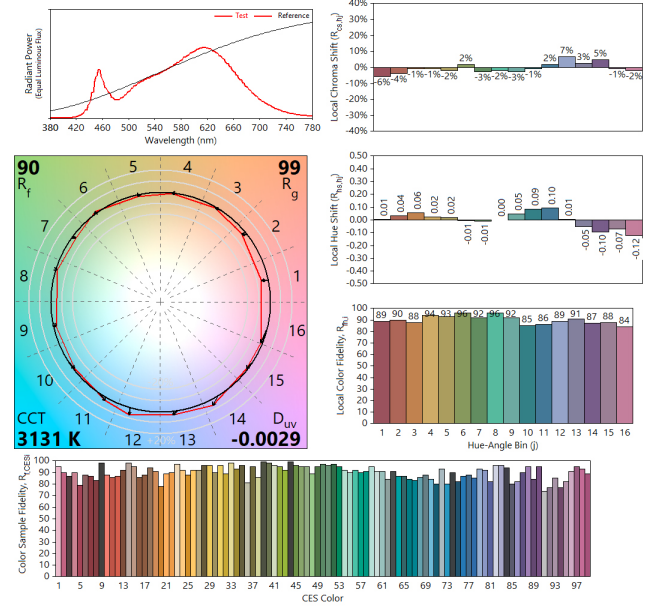 Radiant Power
(Equal Luminous Flux)
Test
Reference
380 420 460 500 540 580 620 660 700 740 780
Wavelength (nm)
Local Chroma Shift (Rcs,hj)
40%
30%
20%
10%
0%
-10%
-20%
-30%
-40%
-6% -4% -1% -1% -2% 2% -3% -2% -3% -1% 2% 7% 3% 5% -1% -2%
90
Rf
99
Rg
CCT
3131 K
Duv
-0.0029
+20%
1
2
3
4
5
6
7
8
9
10
11
12
13
14
15
16
Local Hue Shift (Rhs,hj)
0.50
0.40
0.30
0.20
0.10
0.00
-0.10
-0.20
-0.30
-0.40
-0.50
0.01 0.04 0.06 0.02 0.02 -0.01 -0.01 0.00 0.05 0.09 0.10 0.01 -0.05 -0.10 -0.07 -0.12
Local Color Fidelity, Rfh,i
100
90
80
70
60
50
40
30
20
10
0
89 90 88 94 93 96 92 96 92 85 86 89 91 87 88 84
1 2 3 4 5 6 7 8 9 10 11 12 13 14 15 16
Hue-Angle Bin (j)
Color Sample Fidelity, Rf,CESi
100
90
80
70
60
50
40
30
20
10
0
1 5 9 13 17 21 25 29 33 37 41 45 49 53 57 61 65 69 73 77 81 85 89 93 97
CES Color